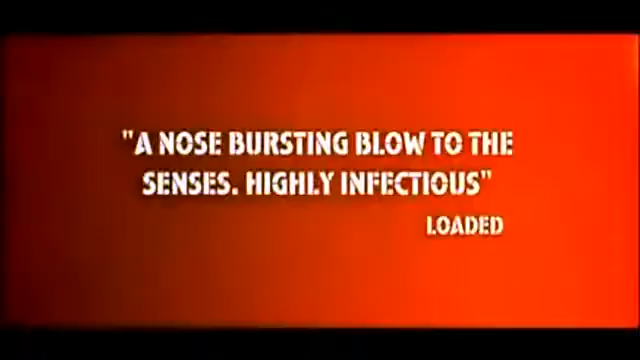 "A NOSE BURSTING BLOW TO THE
SENSES. HIGHLY INFECTIOUS"
LOADED